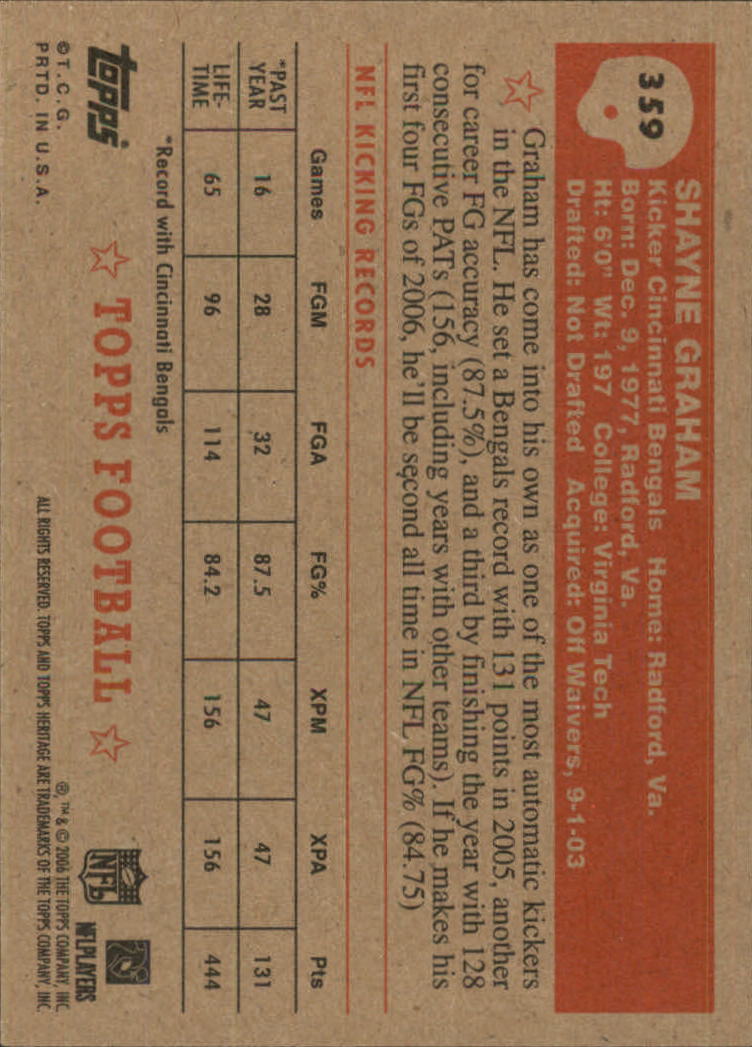 359
SHAYNE GRAHAM
Kicker Cincinnati Bengals Home: Radford, Va.
Born: Dec. 9, 1977, Radford, Va.
Ht: 6'0" Wt: 197 College: Virginia Tech
Drafted: Not Drafted Acquired: Off Waivers, 9-1-03
Graham has come into his own as one of the most automatic kickers
in the NFL. He set a Bengals record with 131 points in 2005, another
for career FG accuracy (87.5%), and a third by finishing the year with 128
consecutive PATs (156, including years with other teams). If he makes his
first four FGs of 2006, he'll be second all time in NFL FG% (84.75)
NFL KICKING RECORDS
Games FGM FGA FG% XPM XPA Pts
*PAST YEAR 16 28 32 87.5 47 47 131
LIFE-TIME 65 96 114 84.2 156 156 444
*Record with Cincinnati Bengals
topps
TOPPS FOOTBALL
NFL
NFLPLAYERS
©T.C.G.
PRTD. IN U.S.A.
®, ™ & © 2006 THE TOPPS COMPANY, INC.
ALL RIGHTS RESERVED. TOPPS AND TOPPS HERITAGE ARE TRADEMARKS OF THE TOPPS COMPANY, INC.